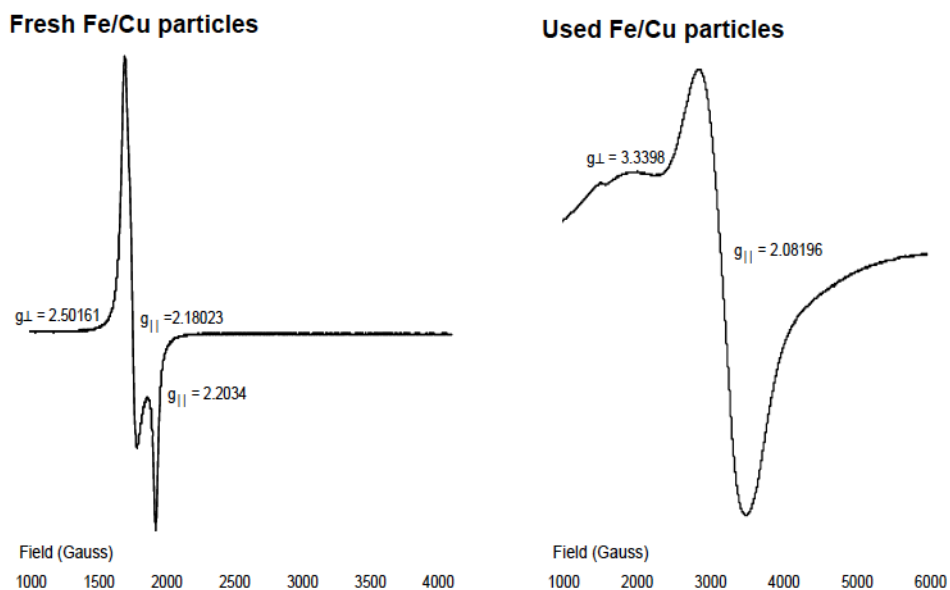 Fresh Fe/Cu particles
g⊥ = 2.50161
g|| =2.18023
g|| = 2.2034
Field (Gauss)
1000 1500 2000 2500 3000 3500 4000
Used Fe/Cu particles
g⊥ = 3.3398
g|| = 2.08196
Field (Gauss)
1000 2000 3000 4000 5000 6000